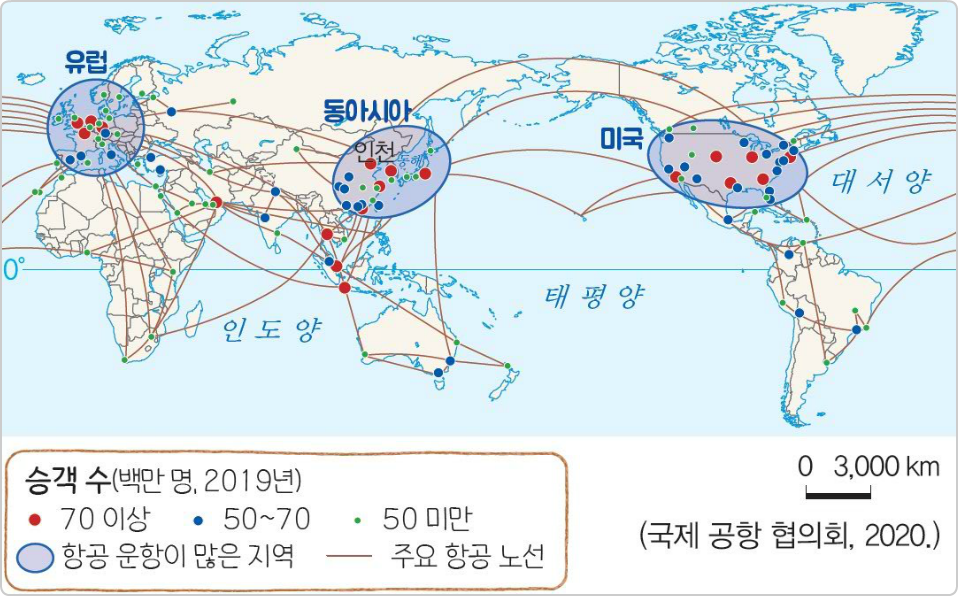 유럽
동아시아
인천
동해
미국
대서양
0°
태평양
인도양
승객 수(백만 명, 2019년)
70 이상
50~70
50 미만
항공 운항이 많은 지역
주요 항공 노선
0 3,000 km
(국제 공항 협의회, 2020.)